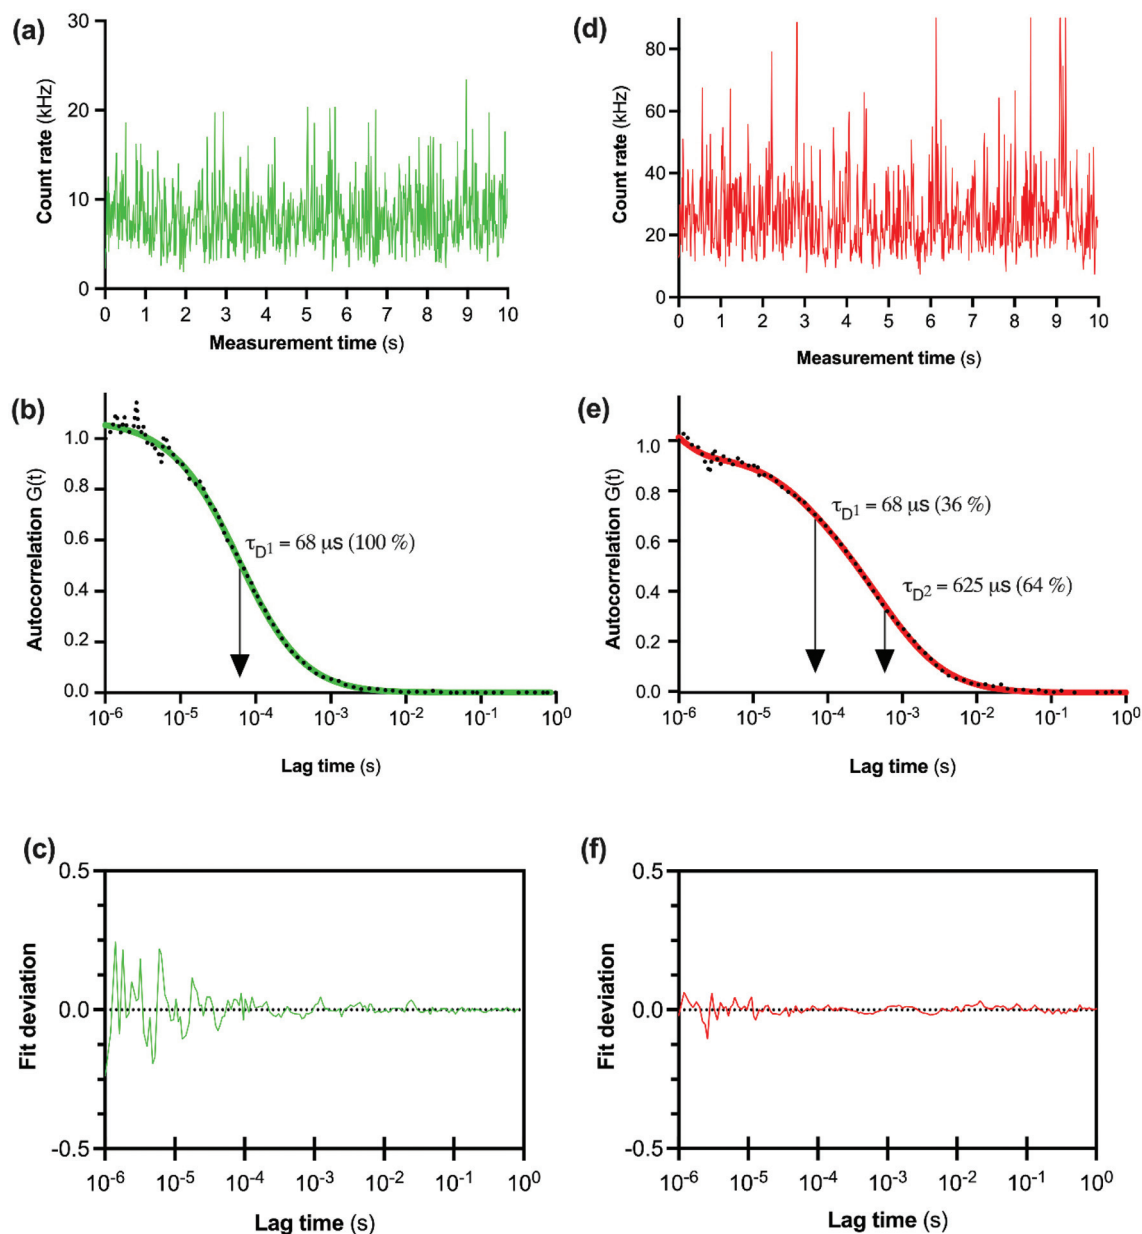 (a)
30
20
10
0
Count rate (kHz)
0 1 2 3 4 5 6 7 8 9 10
Measurement time (s)
(d)
80
60
40
20
0
Count rate (kHz)
0 1 2 3 4 5 6 7 8 9 10
Measurement time (s)
(b)
1.0
0.8
0.6
0.4
0.2
0.0
Autocorrelation G(t)
τD1 = 68 µs (100 %)
10-6 10-5 10-4 10-3 10-2 10-1 100
Lag time (s)
(e)
1.0
0.8
0.6
0.4
0.2
0.0
Autocorrelation G(t)
τD1 = 68 µs (36 %)
τD2 = 625 µs (64 %)
10-6 10-5 10-4 10-3 10-2 10-1 100
Lag time (s)
(c)
0.5
0.0
-0.5
Fit deviation
10-6 10-5 10-4 10-3 10-2 10-1 100
Lag time (s)
(f)
0.5
0.0
-0.5
Fit deviation
10-6 10-5 10-4 10-3 10-2 10-1 100
Lag time (s)